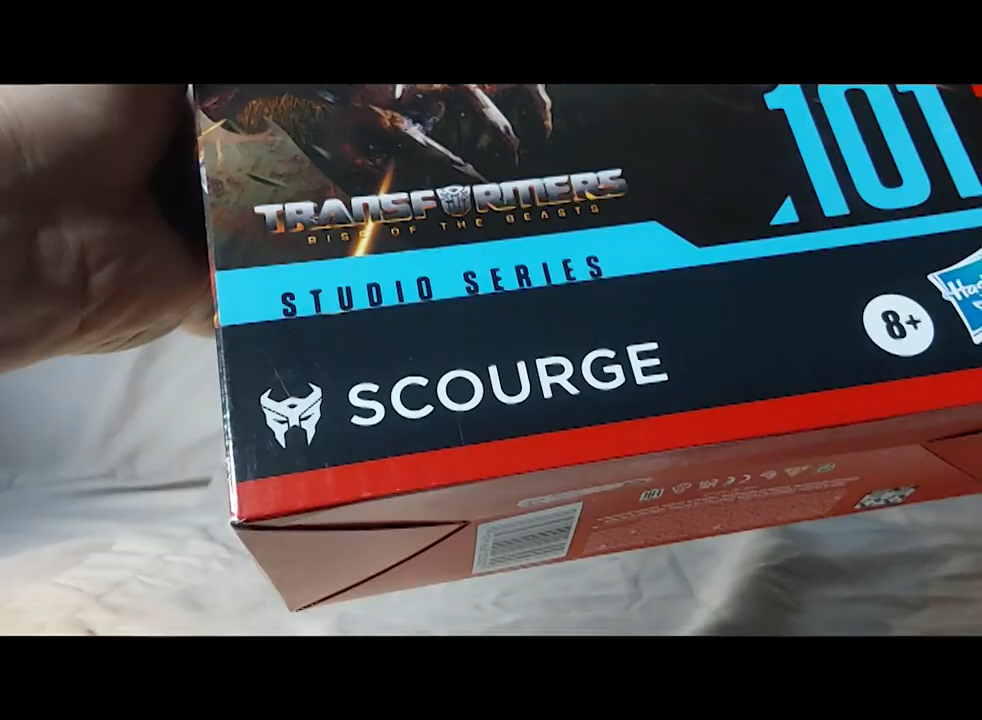 101
TRANSFORMERS
RISE OF THE BEASTS
STUDIO SERIES
8+
SCOURGE